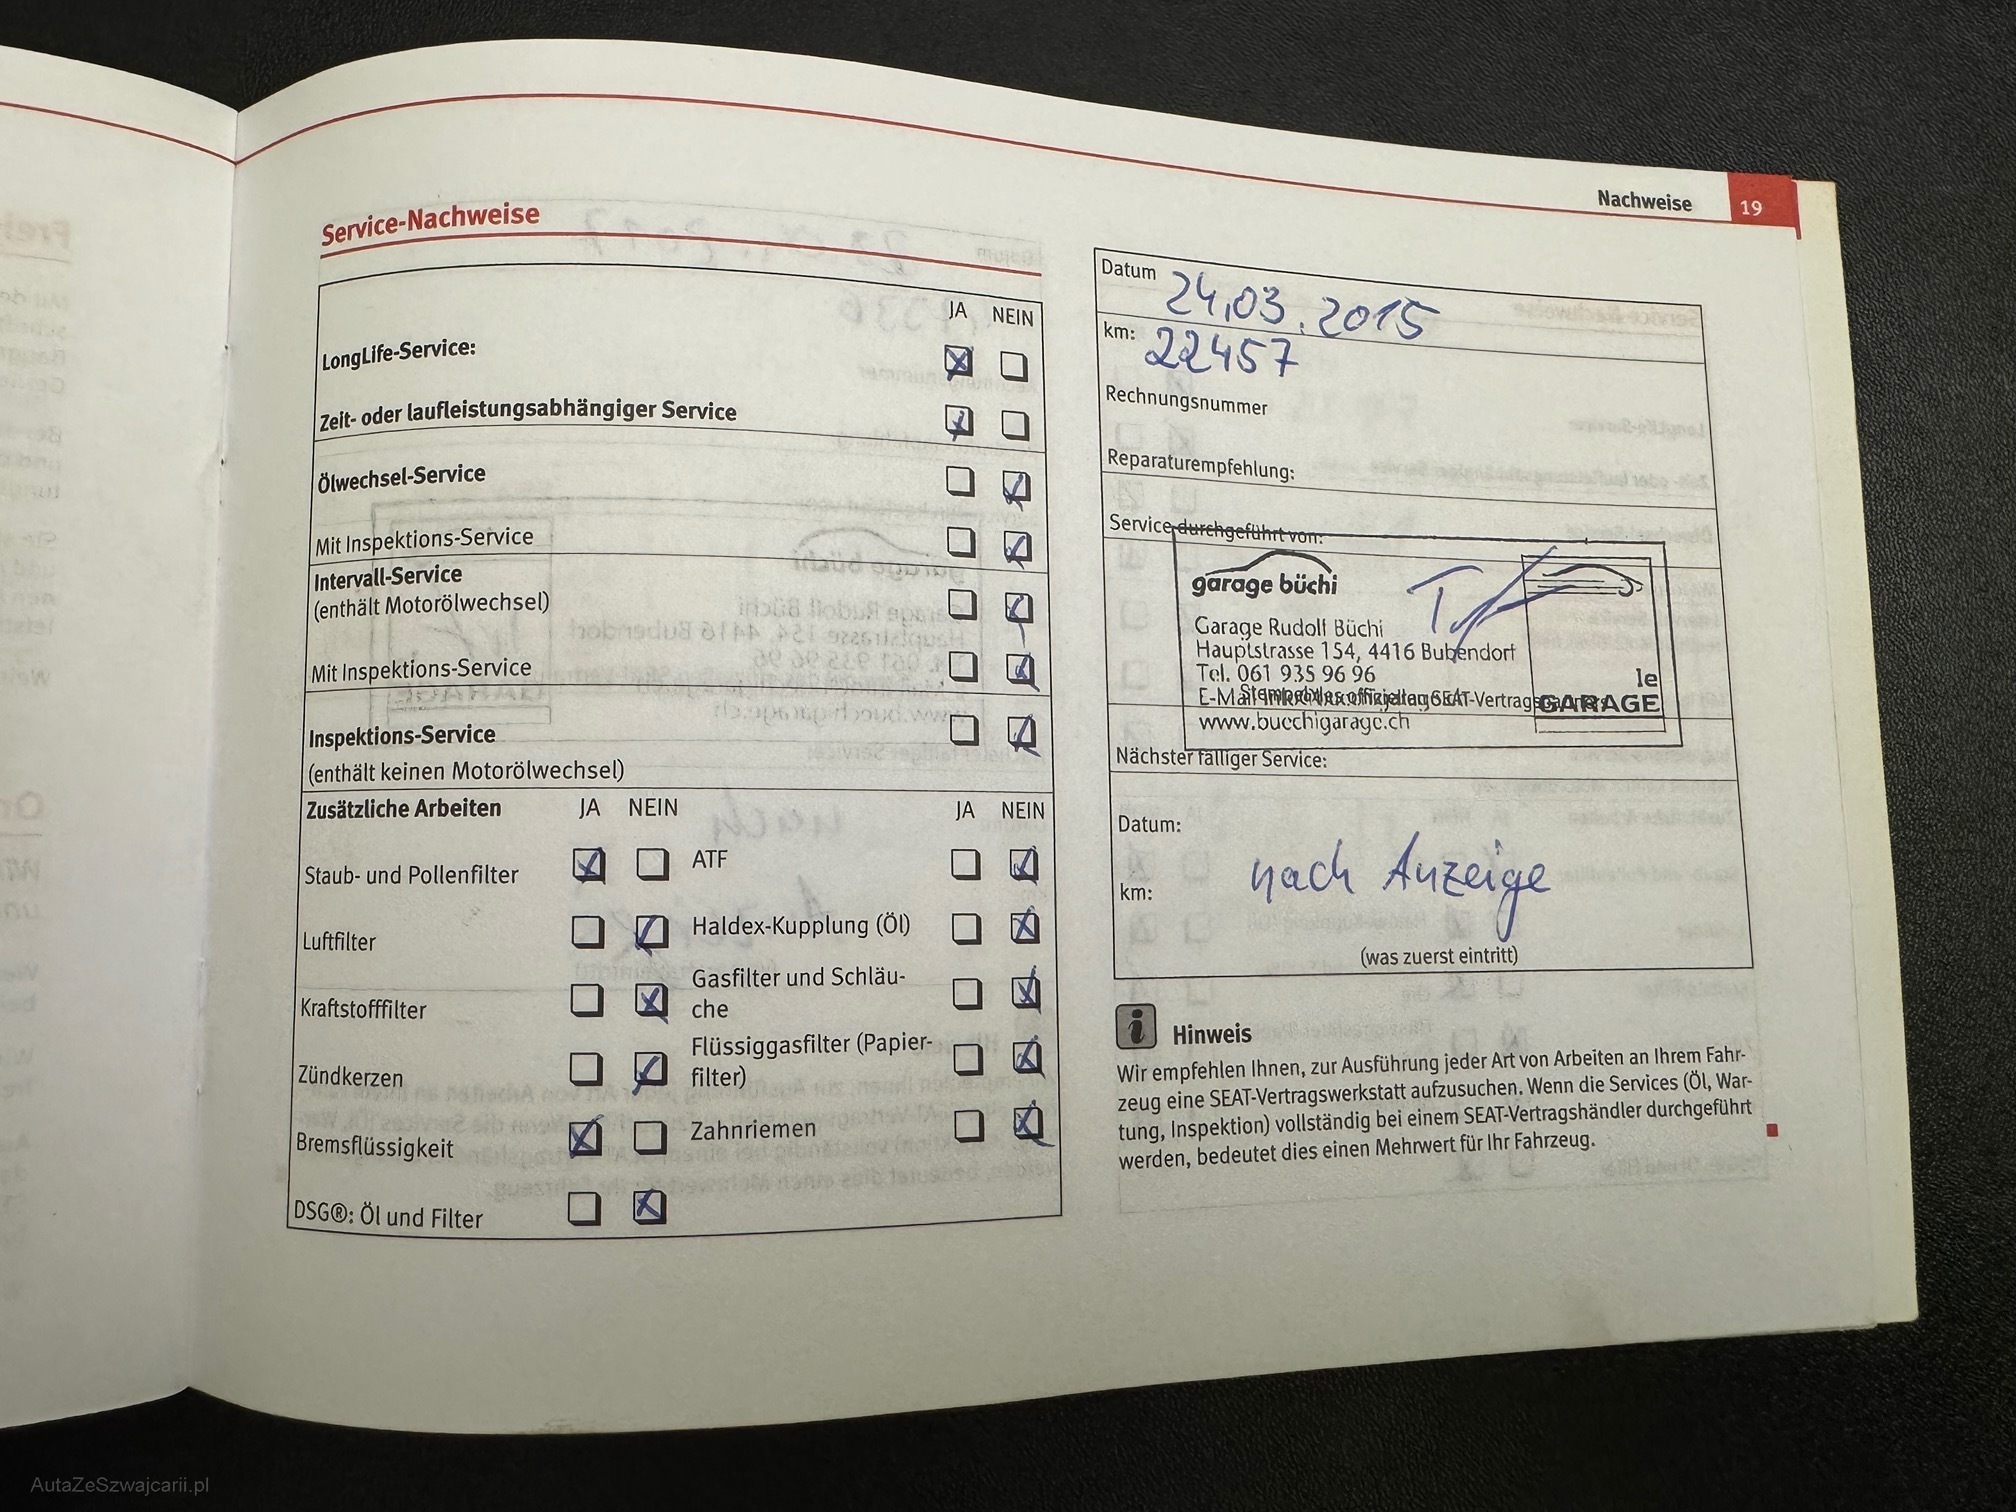 Nachweise 19
Service-Nachweise
JA NEIN
LongLife-Service:
Zeit- oder laufleistungsabhängiger Service
Ölwechsel-Service
Mit Inspektions-Service
Intervall-Service
(enthält Motorölwechsel)
Mit Inspektions-Service
Inspektions-Service
(enthält keinen Motorölwechsel)
Zusätzliche Arbeiten JA NEIN JA NEIN
Staub- und Pollenfilter ATF
Luftfilter Haldex-Kupplung (Öl)
Kraftstofffilter Gasfilter und Schläu-
che
Zündkerzen Flüssiggasfilter (Papier-
filter)
Bremsflüssigkeit Zahnriemen
DSG®: Öl und Filter
Datum 24.03.2015
km: 22457
Rechnungsnummer
Reparaturempfehlung:
Service durchgeführt von:
garage büchi
Garage Rudolf Büchi
Hauptstrasse 154, 4416 Bubendorf
Tel. 061 935 96 96
E-Mail
Stempel des offiziellen SEAT-Vertragspartners
www.buechigarage.ch
le
GARAGE
Nächster fälliger Service:
Datum:
nach Anzeige
km:
(was zuerst eintritt)
i Hinweis
Wir empfehlen Ihnen, zur Ausführung jeder Art von Arbeiten an Ihrem Fahr-
zeug eine SEAT-Vertragswerkstatt aufzusuchen. Wenn die Services (Öl, War-
tung, Inspektion) vollständig bei einem SEAT-Vertragshändler durchgeführt
werden, bedeutet dies einen Mehrwert für Ihr Fahrzeug.
AutaZeSzwajcarii.pl